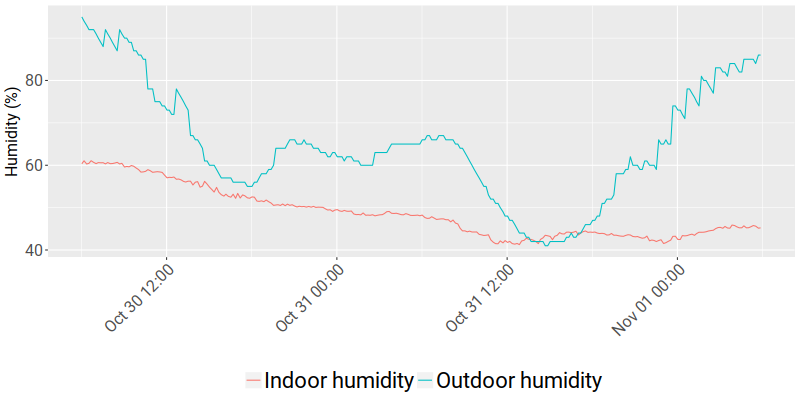 Humidity (%)
80
60
40
Oct 30 12:00
Oct 31 00:00
Oct 31 12:00
Nov 01 00:00
Indoor humidity Outdoor humidity